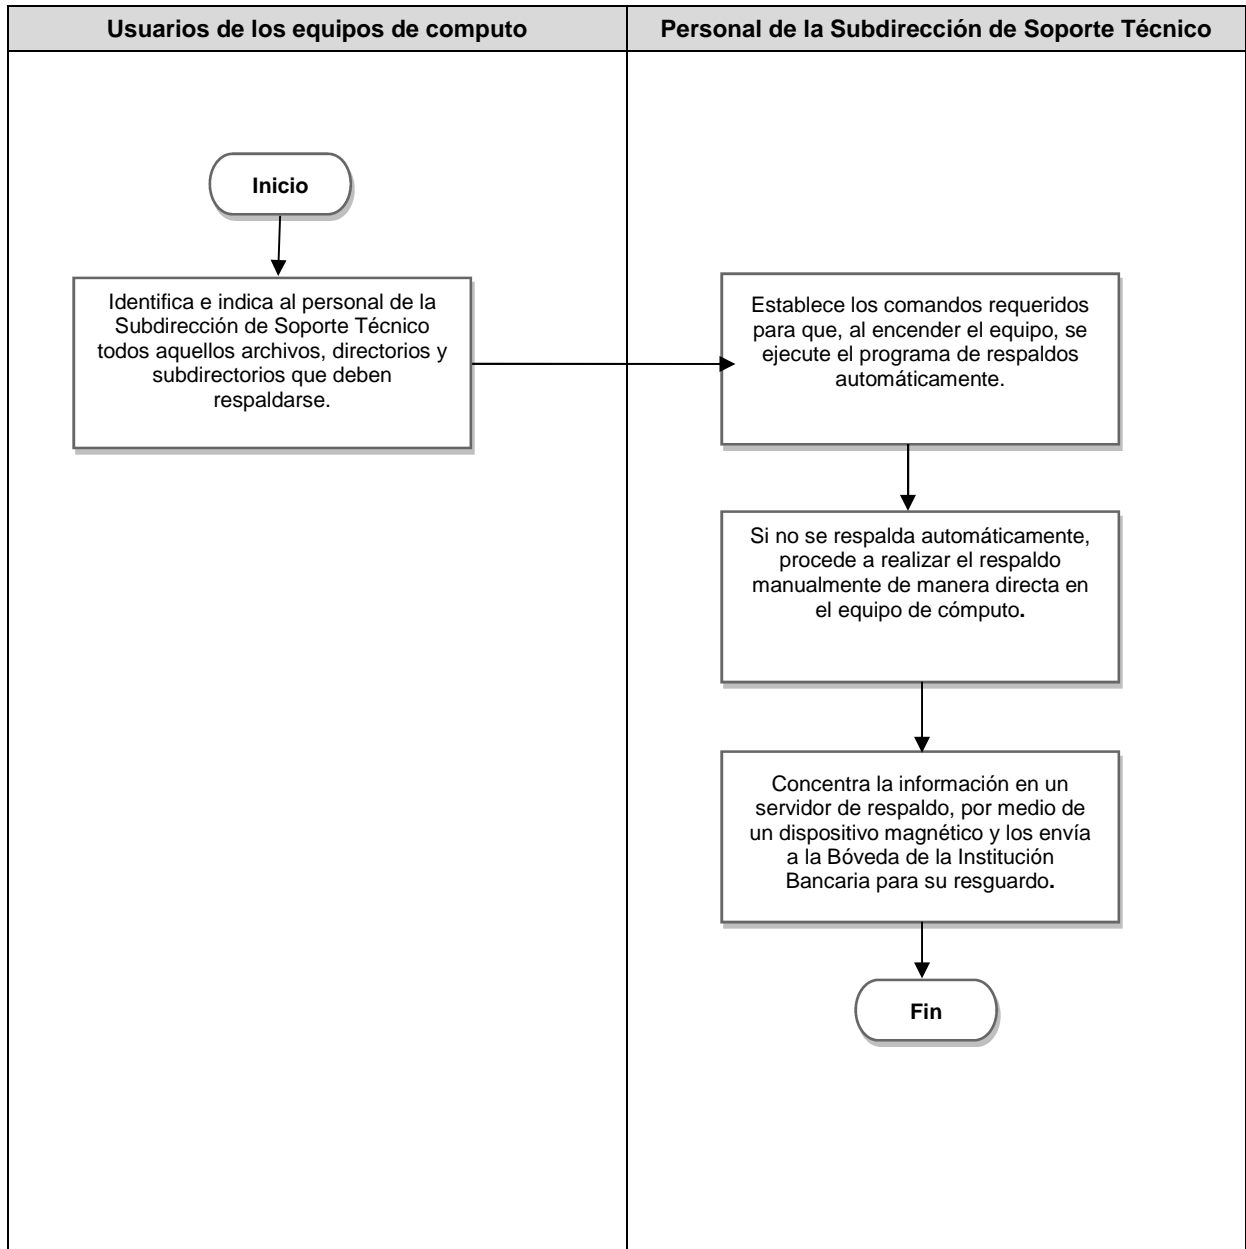 Usuarios de los equipos de computo
Personal de la Subdirección de Soporte Técnico
Inicio
Identifica e indica al personal de la
Subdirección de Soporte Técnico
todos aquellos archivos, directorios y
subdirectorios que deben
respaldarse.
Establece los comandos requeridos
para que, al encender el equipo, se
ejecute el programa de respaldos
automáticamente.
Si no se respalda automáticamente,
procede a realizar el respaldo
manualmente de manera directa en
el equipo de cómputo.
Concentra la información en un
servidor de respaldo, por medio de
un dispositivo magnético y los envía
a la Bóveda de la Institución
Bancaria para su resguardo.
Fin